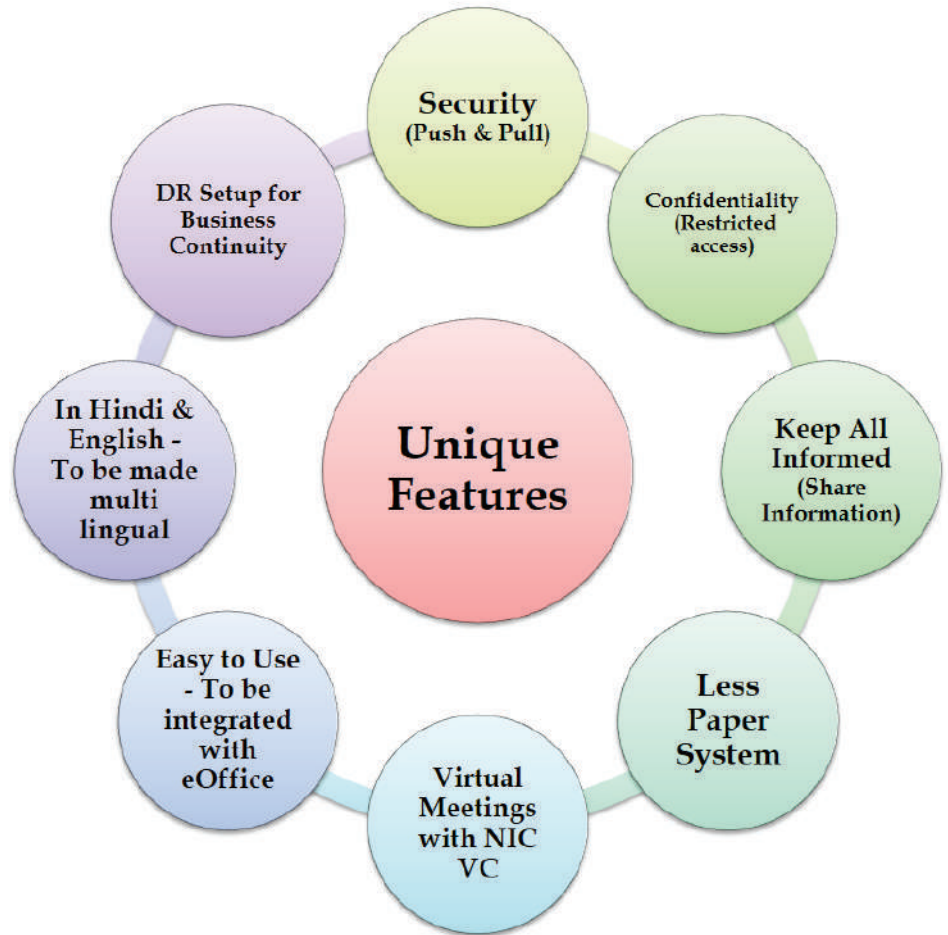 Security
(Push & Pull)
Confidentiality
(Restricted
access)
Keep All
Informed
(Share
Information)
Less
Paper
System
Virtual
Meetings
with NIC
VC
Easy to Use
- To be
integrated
with
eOffice
In Hindi &
English -
To be made
multi
lingual
DR Setup for
Business
Continuity
Unique
Features